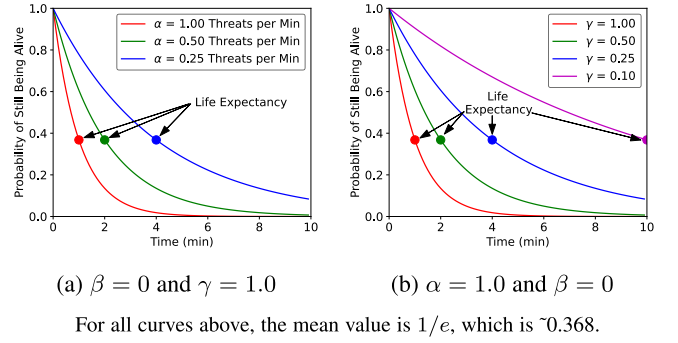 Probability of Still Being Alive
1.0
0.8
0.6
0.4
0.2
0.0
α = 1.00 Threats per Min
α = 0.50 Threats per Min
α = 0.25 Threats per Min
Life Expectancy
0 2 4 6 8 10
Time (min)
Probability of Still Being Alive
1.0
0.8
0.6
0.4
0.2
0.0
γ = 1.00
γ = 0.50
γ = 0.25
γ = 0.10
Life
Expectancy
0 2 4 6 8 10
Time (min)
(a) β = 0 and γ = 1.0
(b) α = 1.0 and β = 0
For all curves above, the mean value is 1/e, which is ˜0.368.